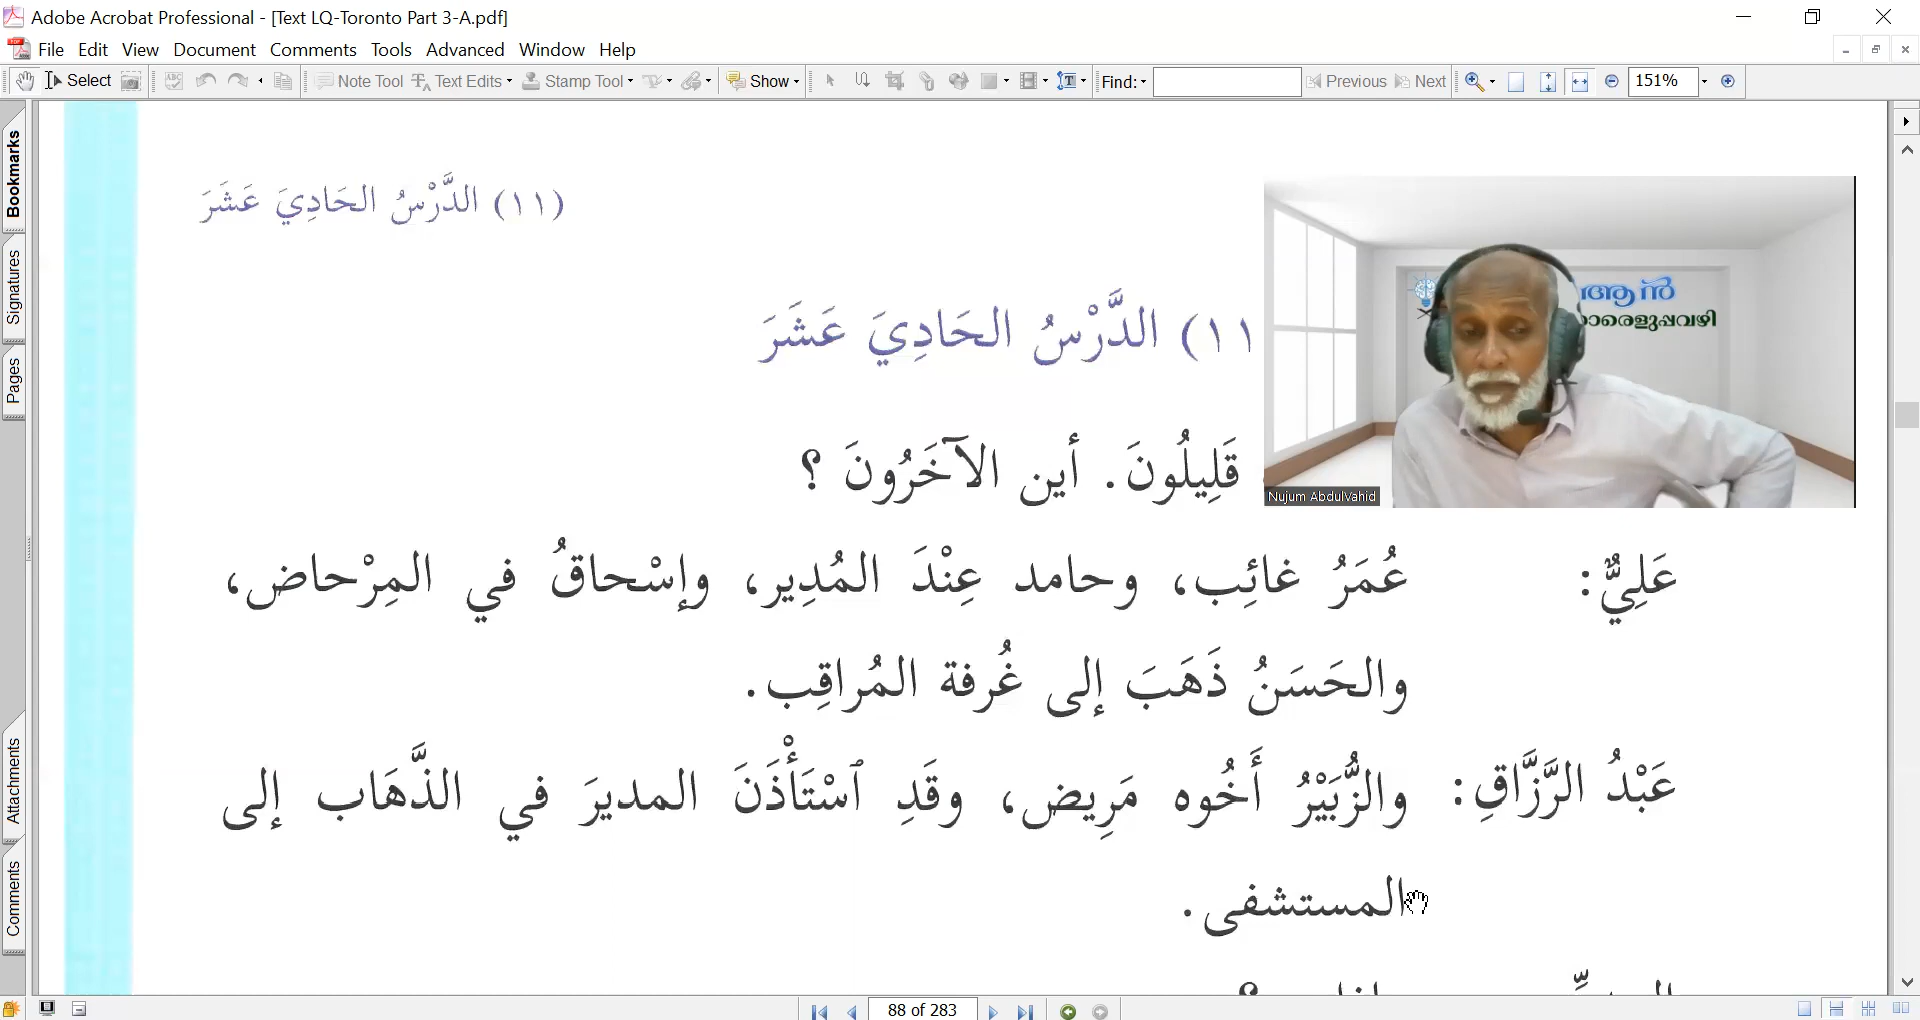 Adobe Acrobat Professional - [Text LQ-Toronto Part 3-A.pdf]
File Edit View Document Comments Tools Advanced Window Help
Select Note Tool Text Edits Stamp Tool Show Find: Previous Next 151%
Bookmarks
Signatures
Pages
Attachments
Comments
(١١) الدَّرْسُ الحَادِيَ عَشَرَ
١١) الدَّرْسُ الحَادِيَ عَشَرَ
قَلِيلُونَ. أين الآخَرُونَ ؟
عَلِيٌّ: عُمَرُ غائِب، وحامد عِنْدَ المُدِير، وإسْحاقُ في المِرْحاض،
والحَسَنُ ذَهَبَ إلى غُرفة المُراقِب.
عَبْدُ الرَّزَّاقِ: والزُّبَيْرُ أَخُوه مَرِيض، وقَدِ ٱسْتَأْذَنَ المديرَ في الذَّهَاب إلى
المستشفى.
Nujum AbdulVahid
88 of 283